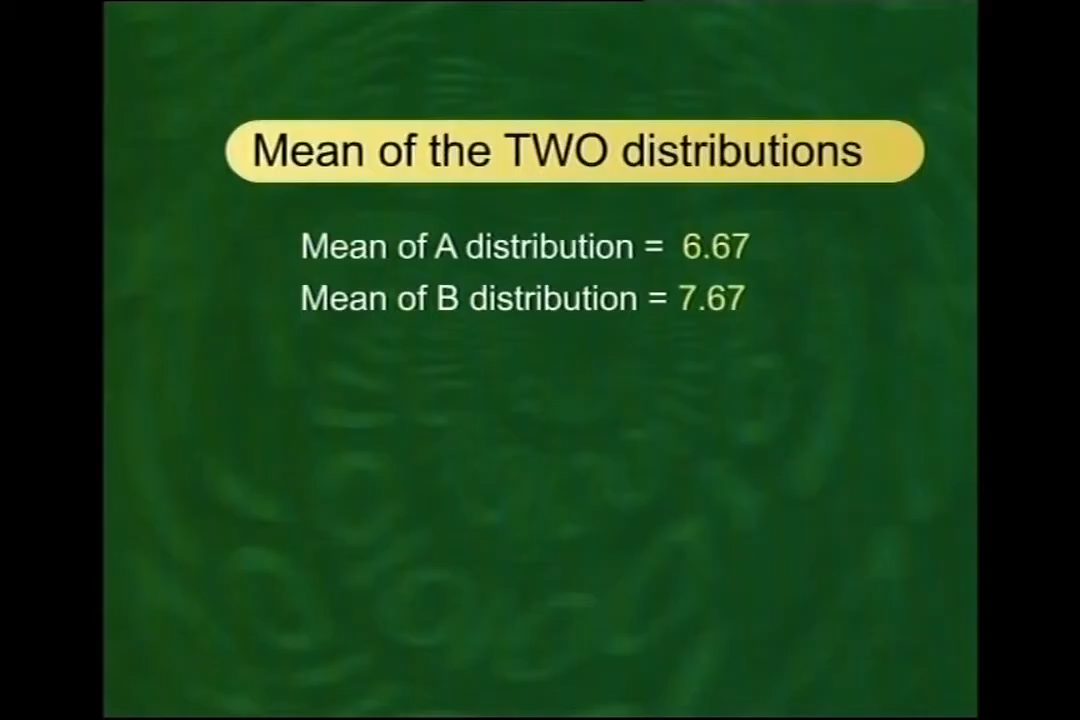 Mean of the TWO distributions
Mean of A distribution = 6.67
Mean of B distribution = 7.67